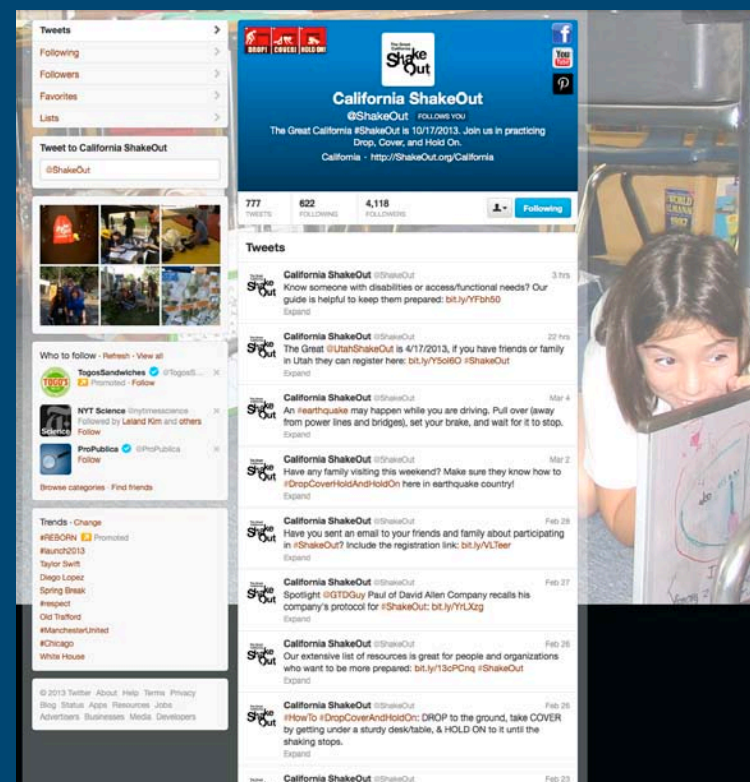 Tweets
Following
Followers
Favorites
Lists
Tweet to California ShakeOut
@ShakeOut
Who to follow · Refresh · View all
TogosSandwiches @TogosS...
Promoted · Follow
NYT Science @nytimesscience
Followed by Leland Kim and others
Follow
ProPublica @ProPublica
Follow
Browse categories · Find friends
Trends · Change
#REBORN Promoted
#launch2013
Taylor Swift
Diego Lopez
Spring Break
#respect
Old Trafford
#ManchesterUnited
#Chicago
White House
© 2013 Twitter About Help Terms Privacy
Blog Status Apps Resources Jobs
Advertisers Businesses Media Developers
DROP! COVER! HOLD ON!
The Great
California
ShakeOut
f
You
Tube
California ShakeOut
@ShakeOut FOLLOWS YOU
The Great California #ShakeOut is 10/17/2013. Join us in practicing
Drop, Cover, and Hold On.
California · http://ShakeOut.org/California
777 622 4,118
TWEETS FOLLOWING FOLLOWERS
Following
Tweets
California ShakeOut @ShakeOut 3 hrs
Know someone with disabilities or access/functional needs? Our
guide is helpful to keep them prepared: bit.ly/YFbh50
Expand
California ShakeOut @ShakeOut 22 hrs
The Great @UtahShakeOut is 4/17/2013, if you have friends or family
in Utah they can register here: bit.ly/Y5oi6O #ShakeOut
Expand
California ShakeOut @ShakeOut Mar 4
An #earthquake may happen while you are driving. Pull over (away
from power lines and bridges), set your brake, and wait for it to stop.
Expand
California ShakeOut @ShakeOut Mar 2
Have any family visiting this weekend? Make sure they know how to
#DropCoverHoldAndHoldOn here in earthquake country!
Expand
California ShakeOut @ShakeOut Feb 28
Have you sent an email to your friends and family about participating
in #ShakeOut? Include the registration link: bit.ly/VLTeer
Expand
California ShakeOut @ShakeOut Feb 27
Spotlight @GTDGuy Paul of David Allen Company recalls his
company's protocol for #ShakeOut: bit.ly/YrLXzg
Expand
California ShakeOut @ShakeOut Feb 26
Our extensive list of resources is great for people and organizations
who want to be more prepared: bit.ly/13cPCnq #ShakeOut
Expand
California ShakeOut @ShakeOut Feb 26
#HowTo #DropCoverAndHoldOn: DROP to the ground, take COVER
by getting under a sturdy desk/table, & HOLD ON to it until the
shaking stops.
Expand
California ShakeOut @ShakeOut Feb 23
WORLD
ALMANAC